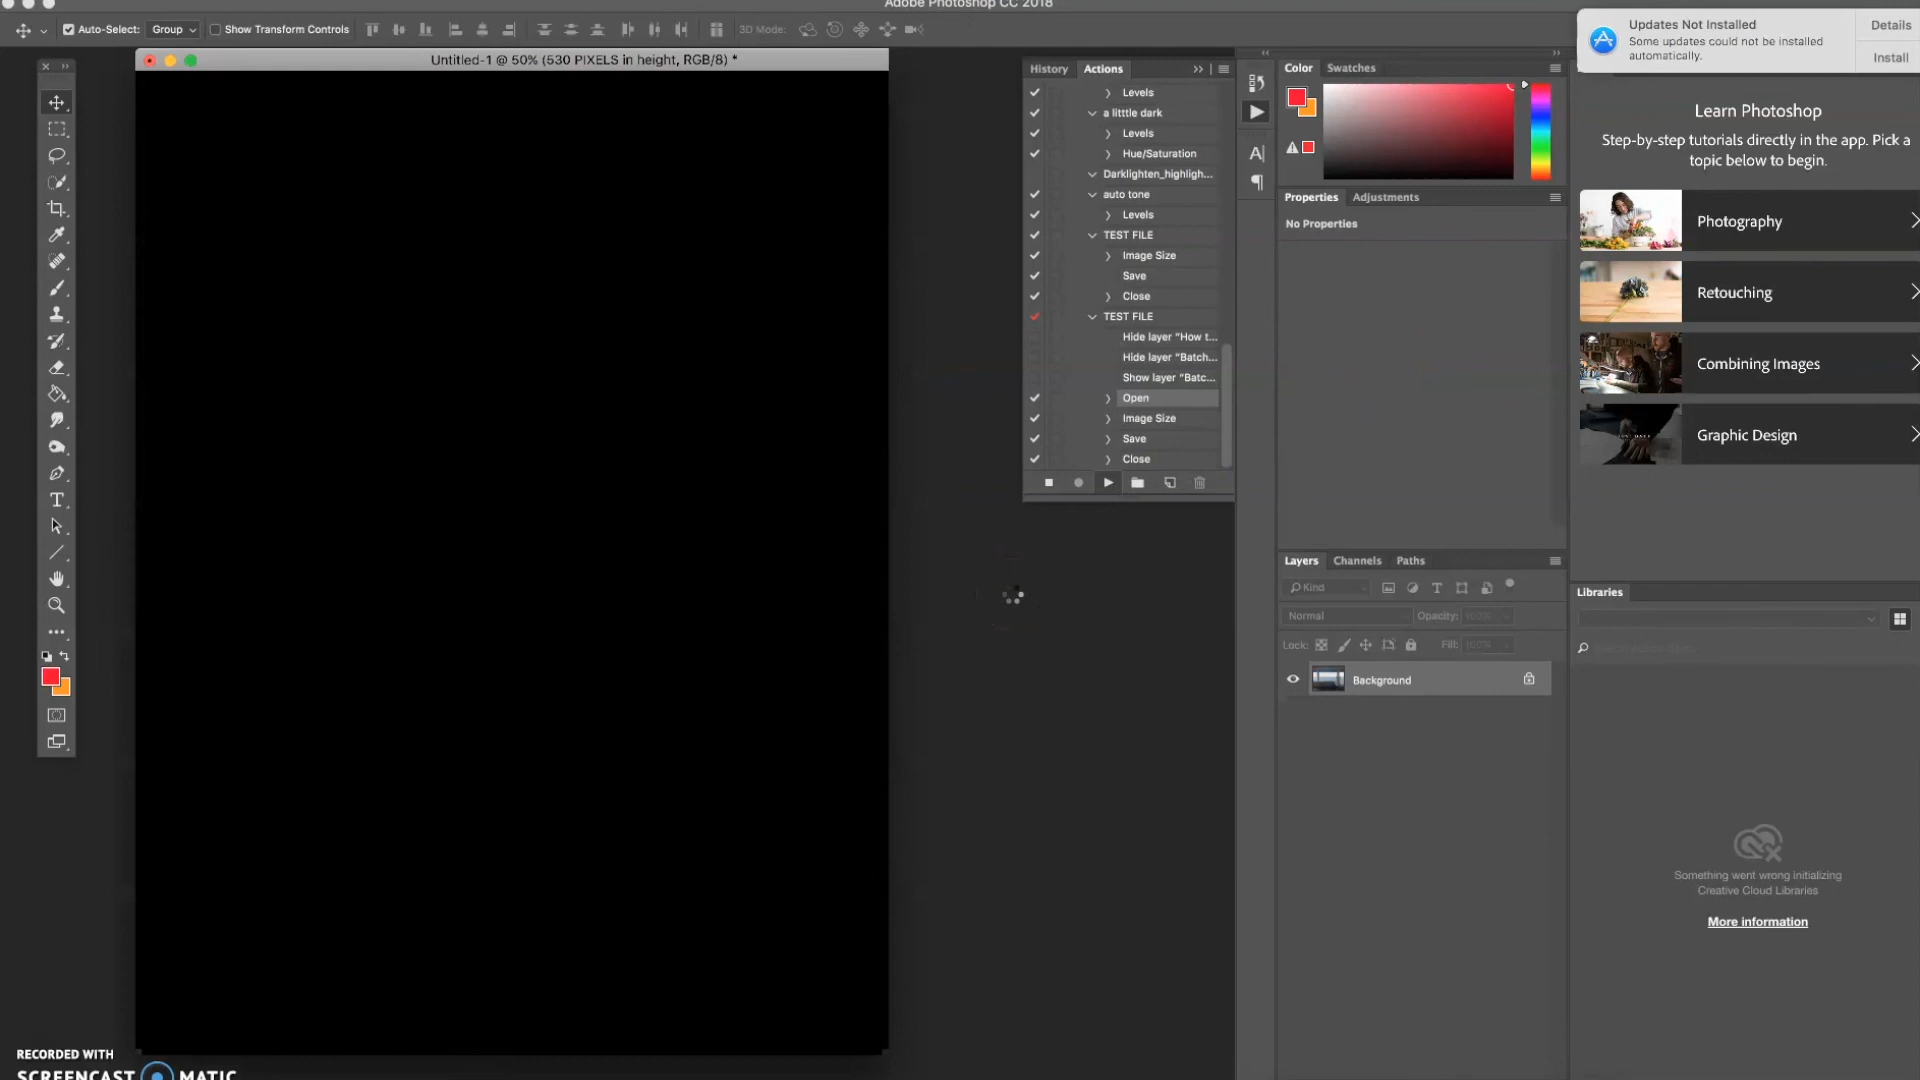 Adobe Photoshop CC 2018
Auto-Select:
Group
Show Transform Controls
3D Mode:
Updates Not Installed
Some updates could not be installed
automatically.
Details
Install
Untitled-1 @ 50% (530 PIXELS in height, RGB/8) *
History
Actions
Levels
a litttle dark
Levels
Hue/Saturation
Darklighten_highligh...
auto tone
Levels
TEST FILE
Image Size
Save
Close
TEST FILE
Hide layer "How t...
Hide layer "Batch...
Show layer "Batc...
Open
Image Size
Save
Close
Color
Swatches
Properties
Adjustments
No Properties
Layers
Channels
Paths
Kind
Normal
Opacity: 100%
Lock:
Fill: 100%
Background
Learn Photoshop
Step-by-step tutorials directly in the app. Pick a
topic below to begin.
Photography
Retouching
Combining Images
Graphic Design
Libraries
Something went wrong initializing
Creative Cloud Libraries
More information
RECORDED WITH
SCREENCAST MATIC